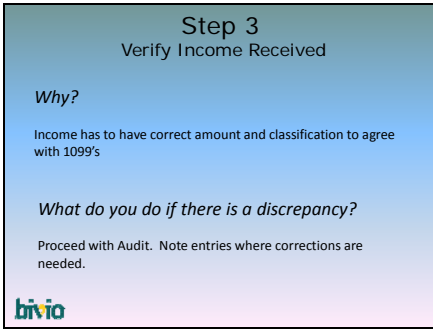 Step 3
Verify Income Received
Why?
Income has to have correct amount and classification to agree
with 1099's
What do you do if there is a discrepancy?
Proceed with Audit.  Note entries where corrections are
needed.
bivio